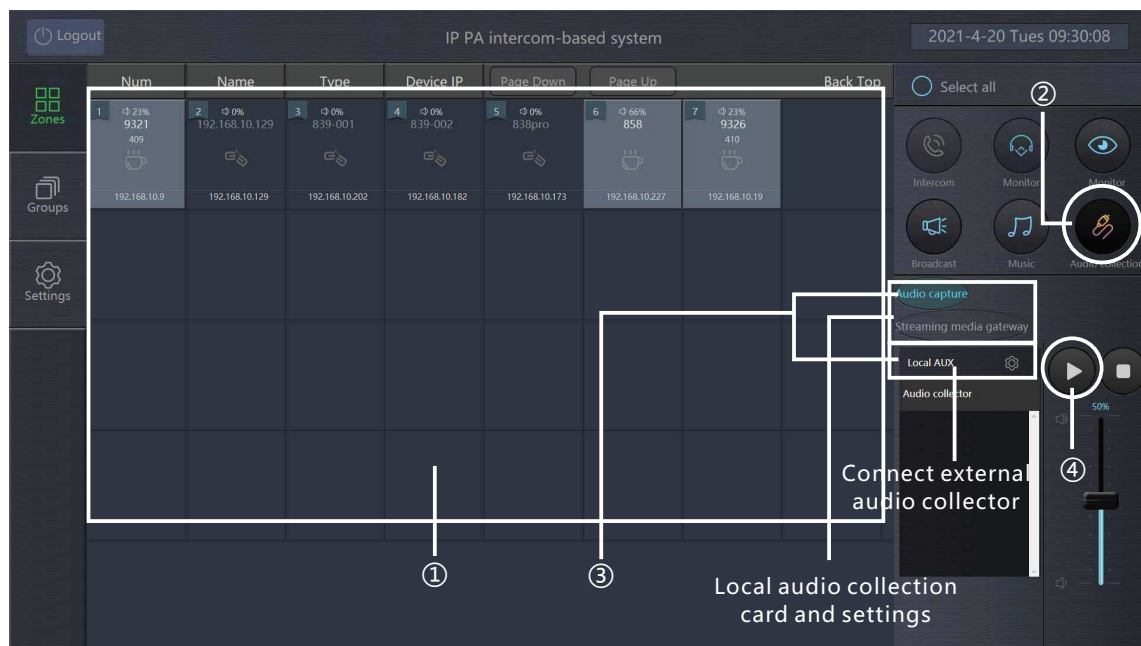 Logout
IP PA intercom-based system
2021-4-20 Tues 09:30:08
Zones
Groups
Settings
Num Name Type Device IP Page Down Page Up Back Top
1 23% 9321 409 192.168.10.9
2 0% 192.168.10.129 192.168.10.129
3 0% 839-001 192.168.10.202
4 0% 839-002 192.168.10.182
5 0% 838pro 192.168.10.173
6 66% 858 192.168.10.227
7 23% 9326 410 192.168.10.19
Select all
②
Intercom Monitor Monitor
Broadcast Music Audio collection
③
Audio capture
Streaming media gateway
Local AUX
Audio collector
50%
Connect external
audio collector
④
①
Local audio collection
card and settings